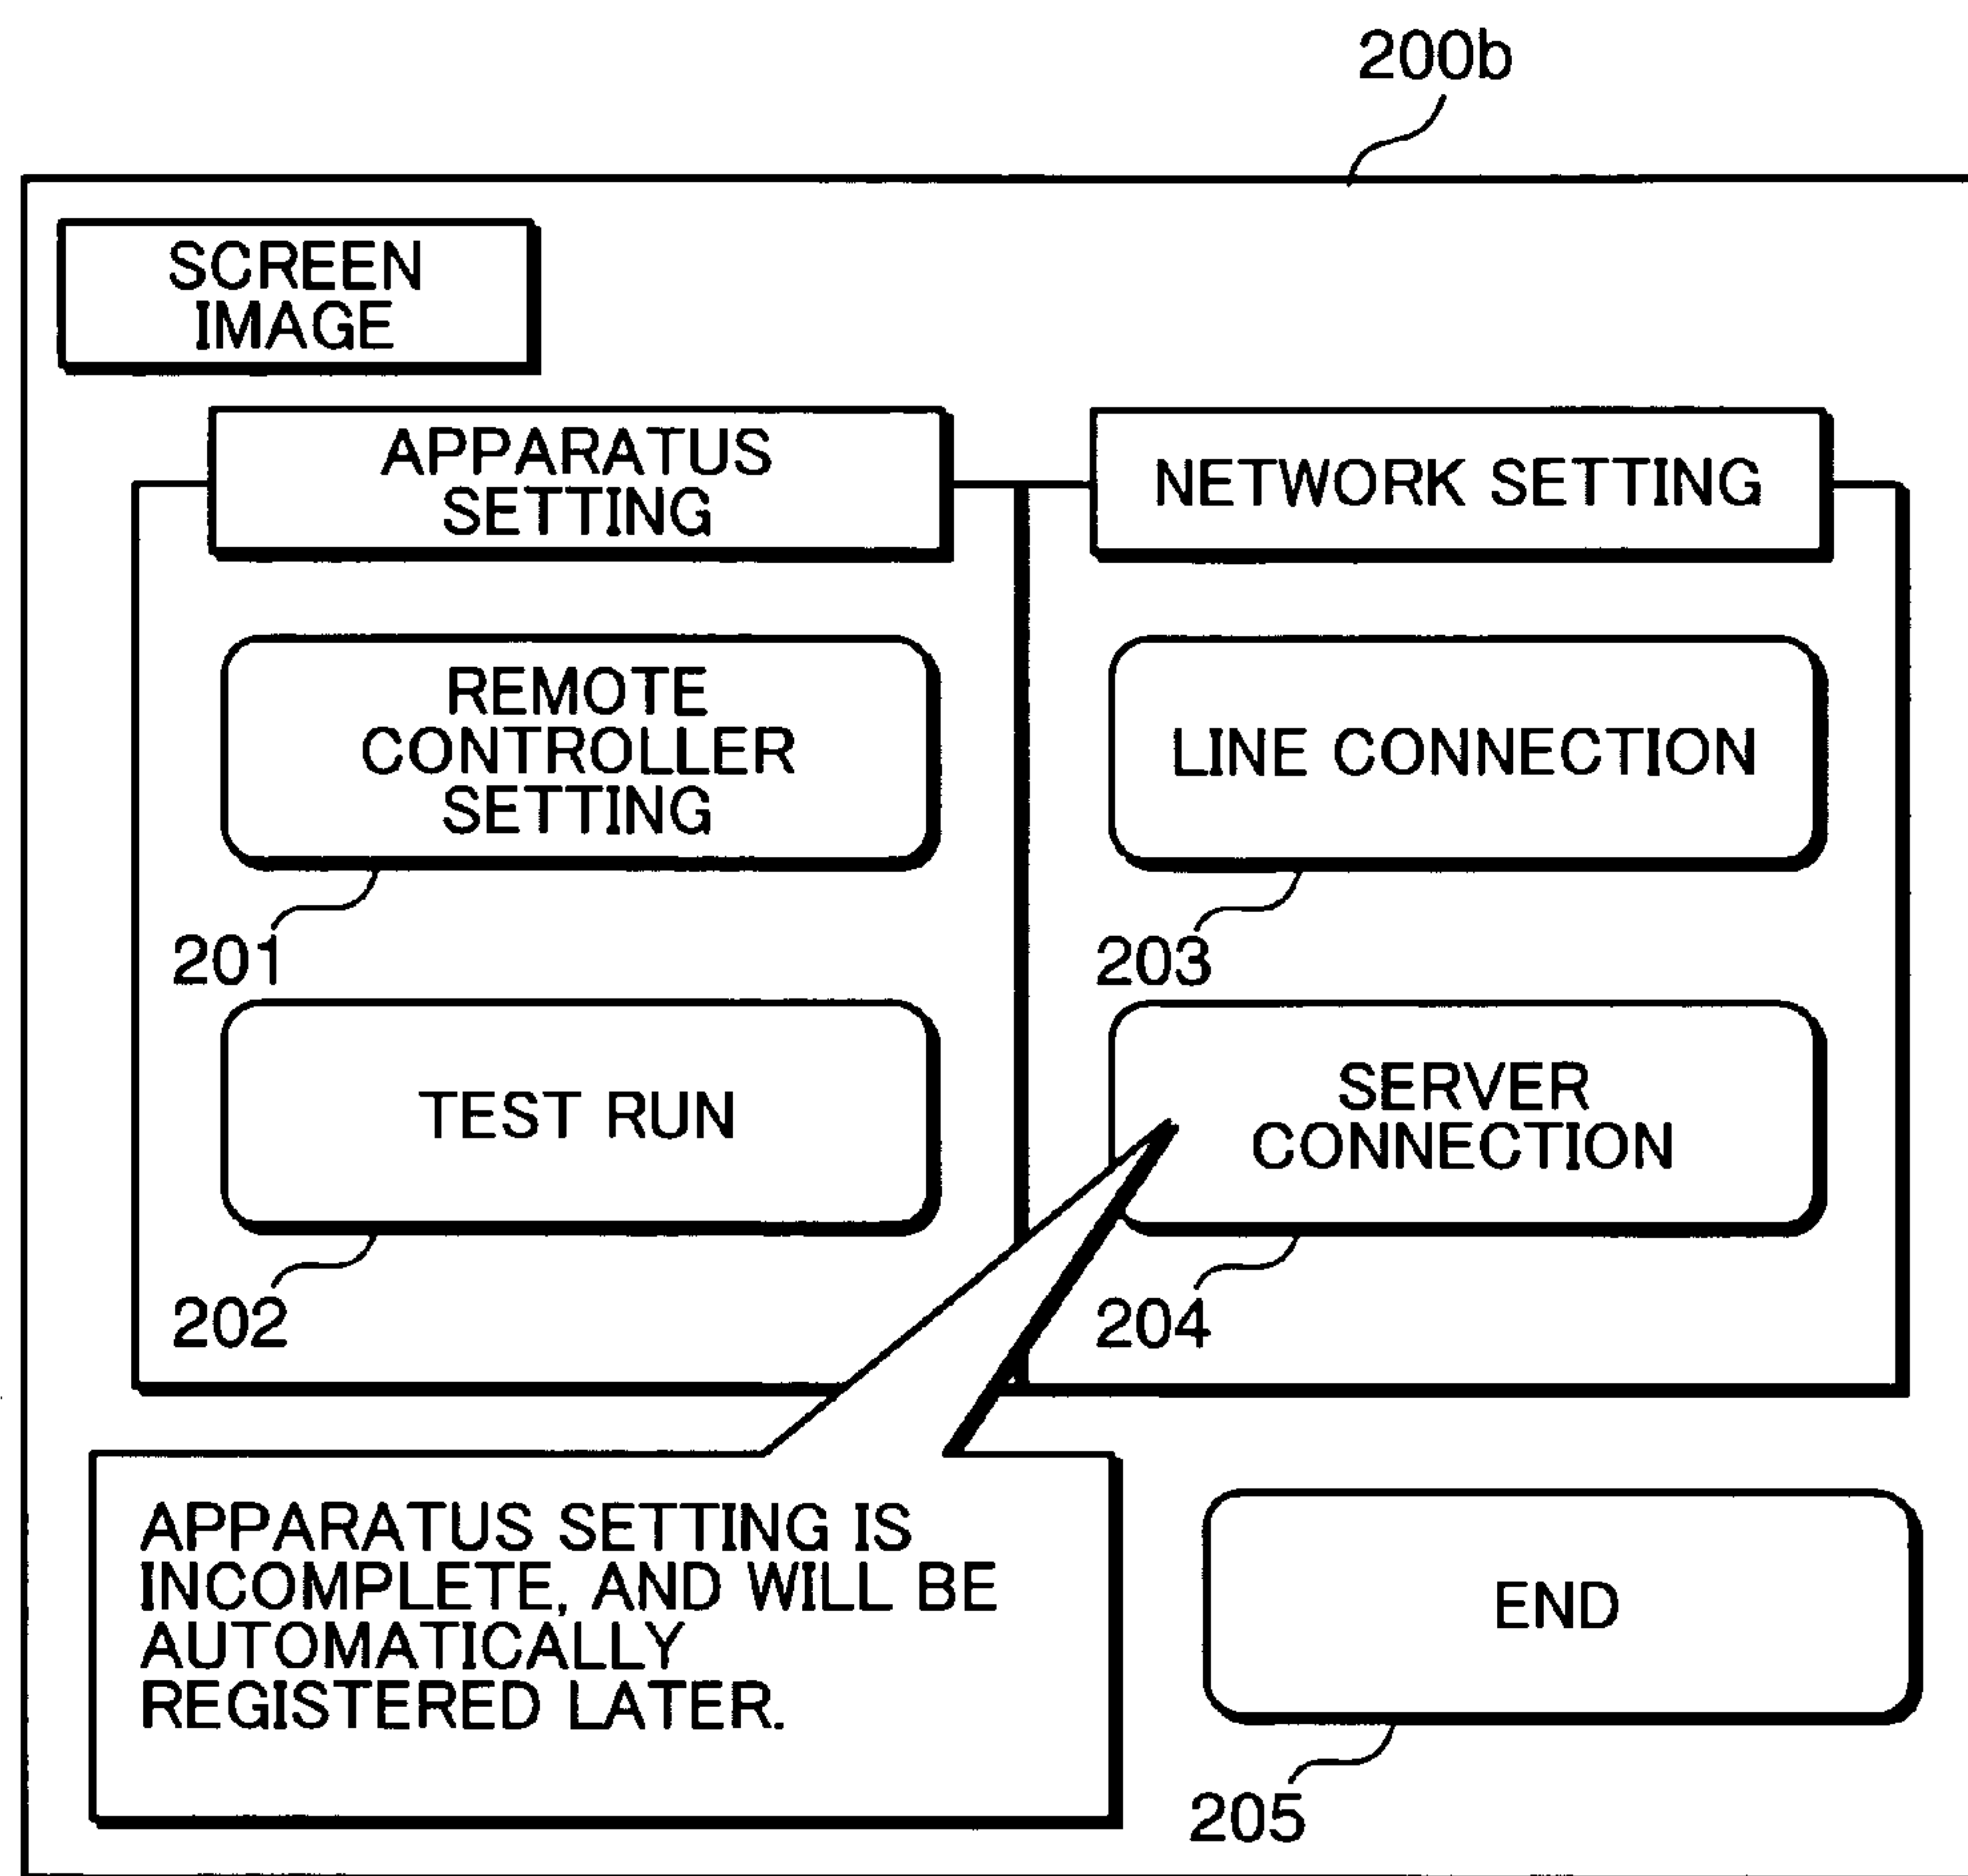 200b
SCREEN
IMAGE
APPARATUS
SETTING
NETWORK SETTING
REMOTE
CONTROLLER
SETTING
LINE CONNECTION
201
203
TEST RUN
SERVER
CONNECTION
202
204
APPARATUS SETTING IS
INCOMPLETE, AND WILL BE
AUTOMATICALLY
REGISTERED LATER.
END
205